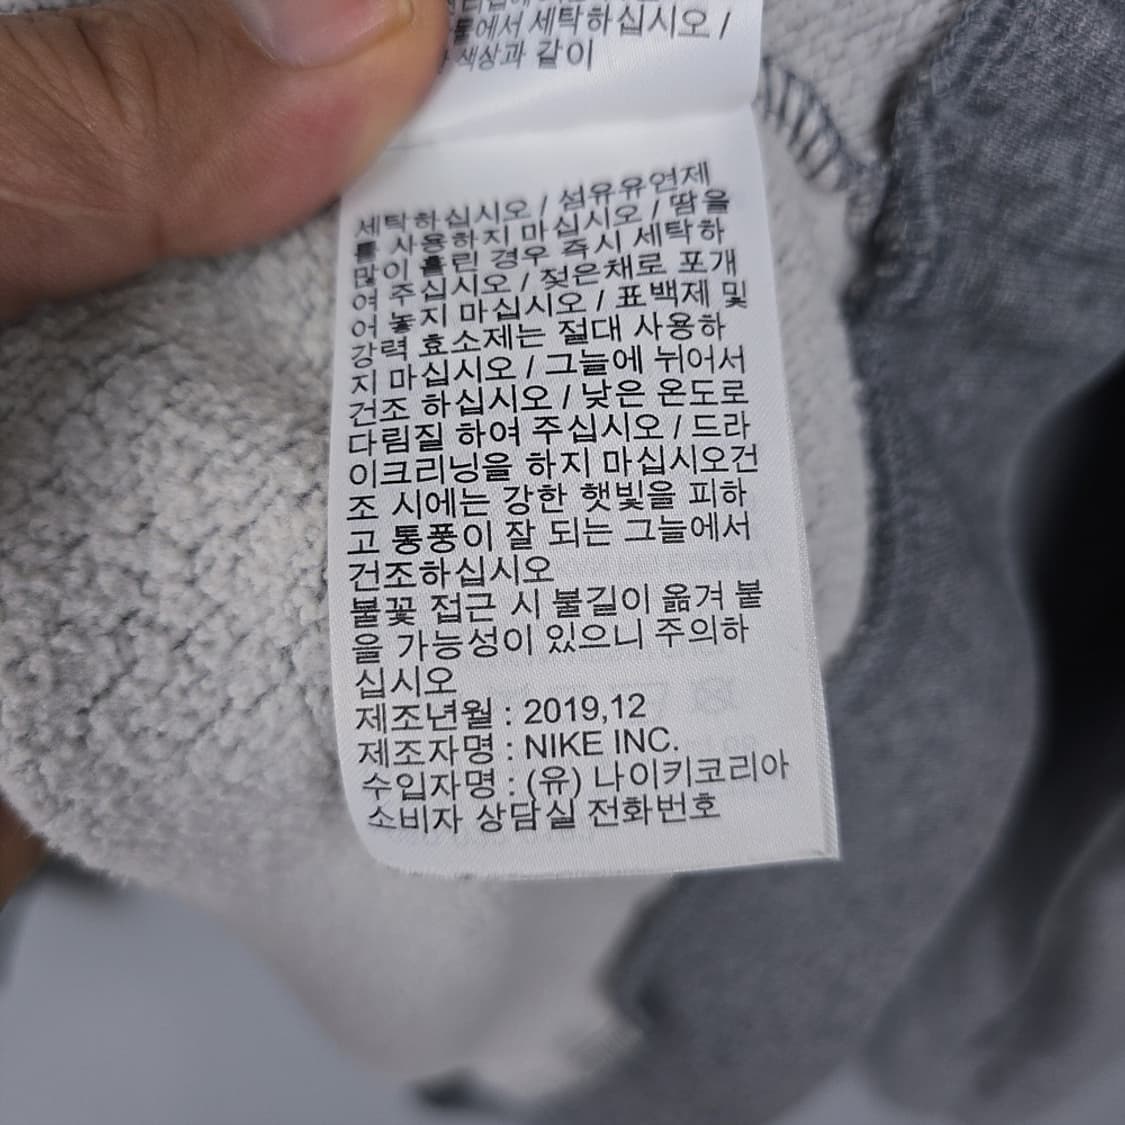 에서 세탁하십시오 /
색상과 같이
세탁하십시오 / 섬유유연제
를 사용하지 마십시오 / 땀을
많이 흘린 경우 즉시 세탁하
여 주십시오 / 젖은채로 포개
어 놓지 마십시오 / 표백제 및
강력 효소제는 절대 사용하
지 마십시오 / 그늘에 뉘어서
건조 하십시오 / 낮은 온도로
다림질 하여 주십시오 / 드라
이크리닝을 하지 마십시오건
조 시에는 강한 햇빛을 피하
고 통풍이 잘 되는 그늘에서
건조하십시오
불꽃 접근 시 불길이 옮겨 붙
을 가능성이 있으니 주의하
십시오
제조년월 : 2019,12
제조자명 : NIKE INC.
수입자명 : (유) 나이키코리아
소비자 상담실 전화번호